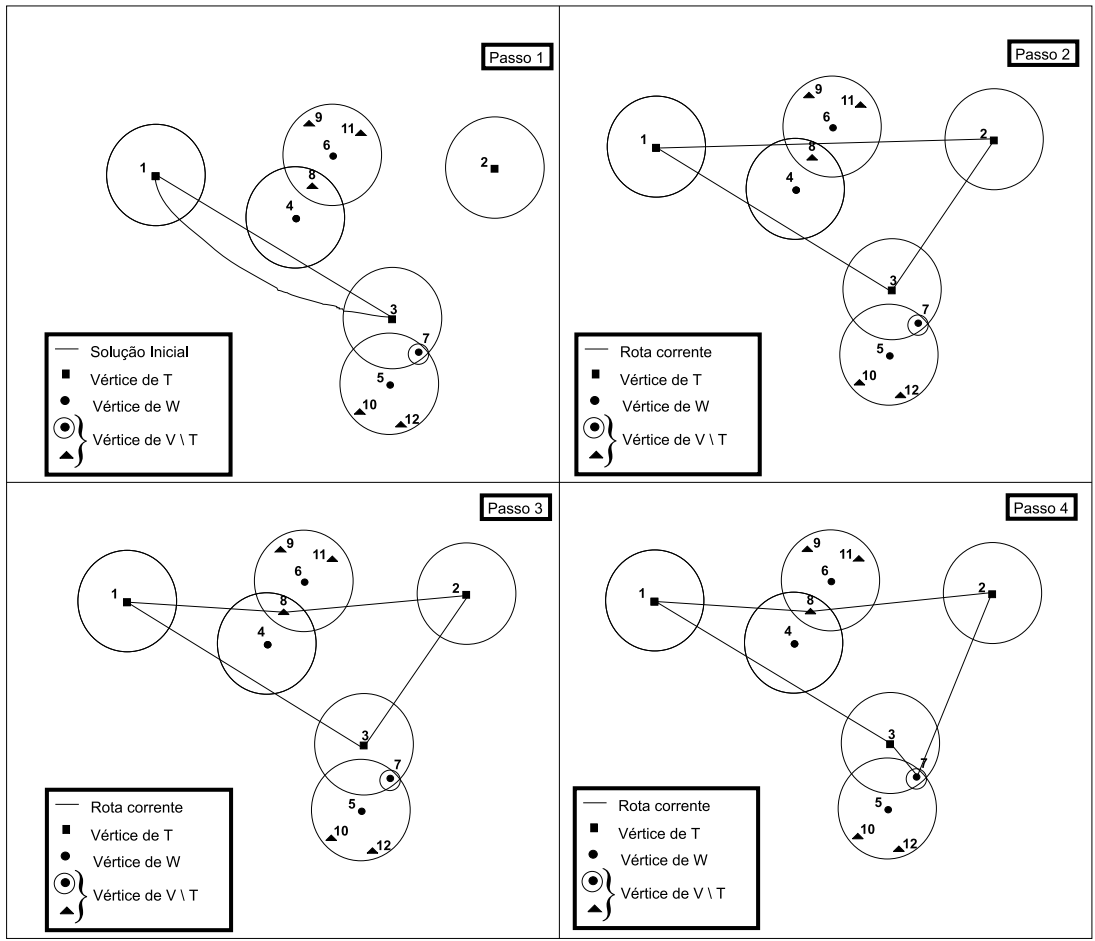 Passo 1
9
11
6
1
2
8
4
3
7
5
10
12
Solução Inicial
Vértice de T
Vértice de W
Vértice de V \ T
Passo 2
9
11
6
1
2
8
4
3
7
5
10
12
Rota corrente
Vértice de T
Vértice de W
Vértice de V \ T
Passo 3
9
11
6
1
2
8
4
3
7
5
10
12
Rota corrente
Vértice de T
Vértice de W
Vértice de V \ T
Passo 4
9
11
6
1
2
8
4
3
7
5
10
12
Rota corrente
Vértice de T
Vértice de W
Vértice de V \ T